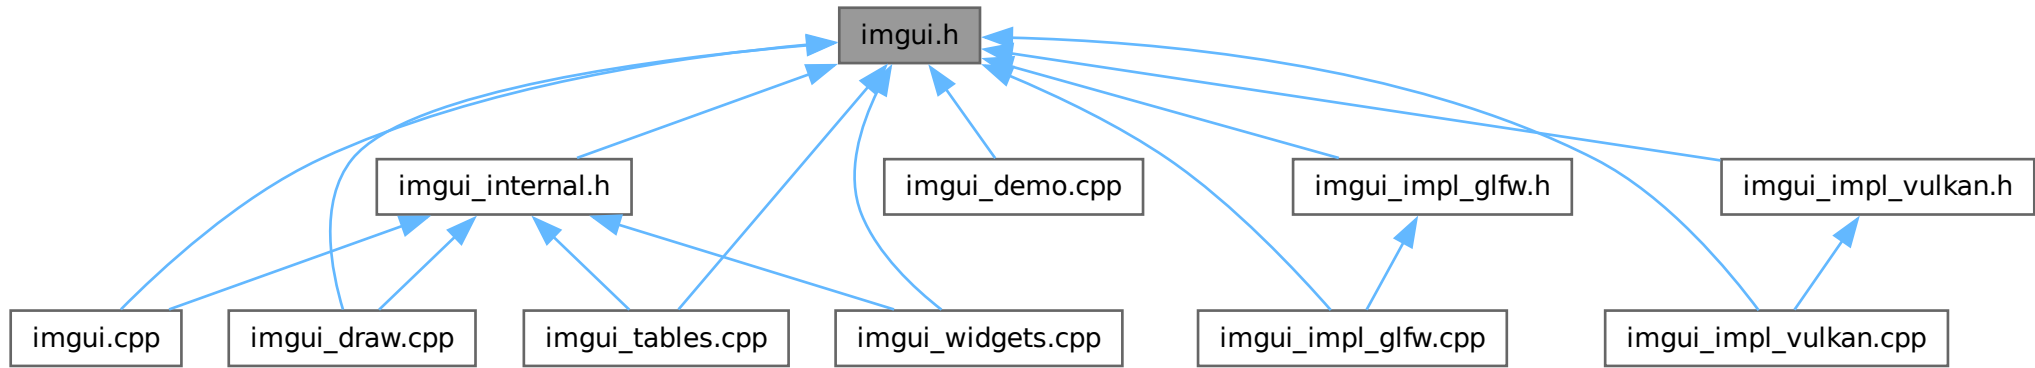 imgui.h
imgui_internal.h
imgui_demo.cpp
imgui_impl_glfw.h
imgui_impl_vulkan.h
imgui.cpp
imgui_draw.cpp
imgui_tables.cpp
imgui_widgets.cpp
imgui_impl_glfw.cpp
imgui_impl_vulkan.cpp